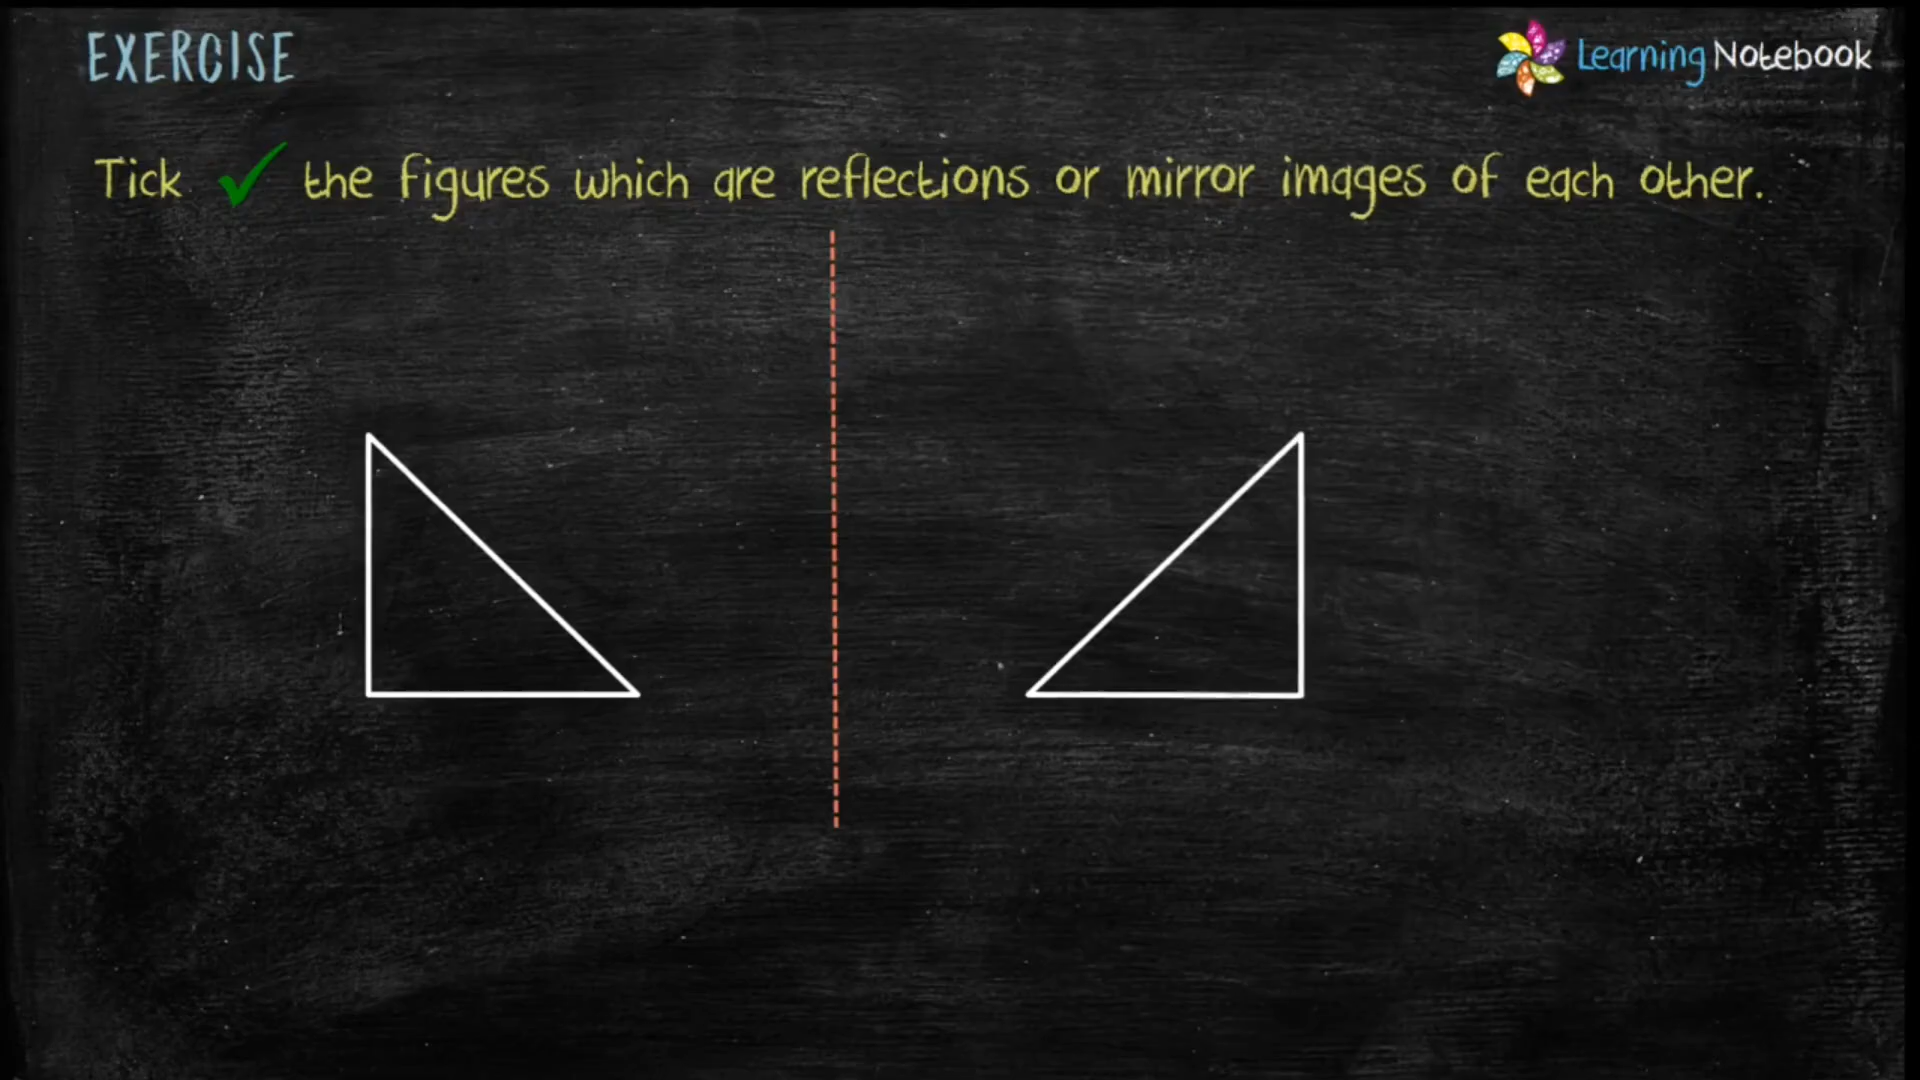 EXERCISE
Learning Notebook
Tick ✓ the figures which are reflections or mirror images of each other.